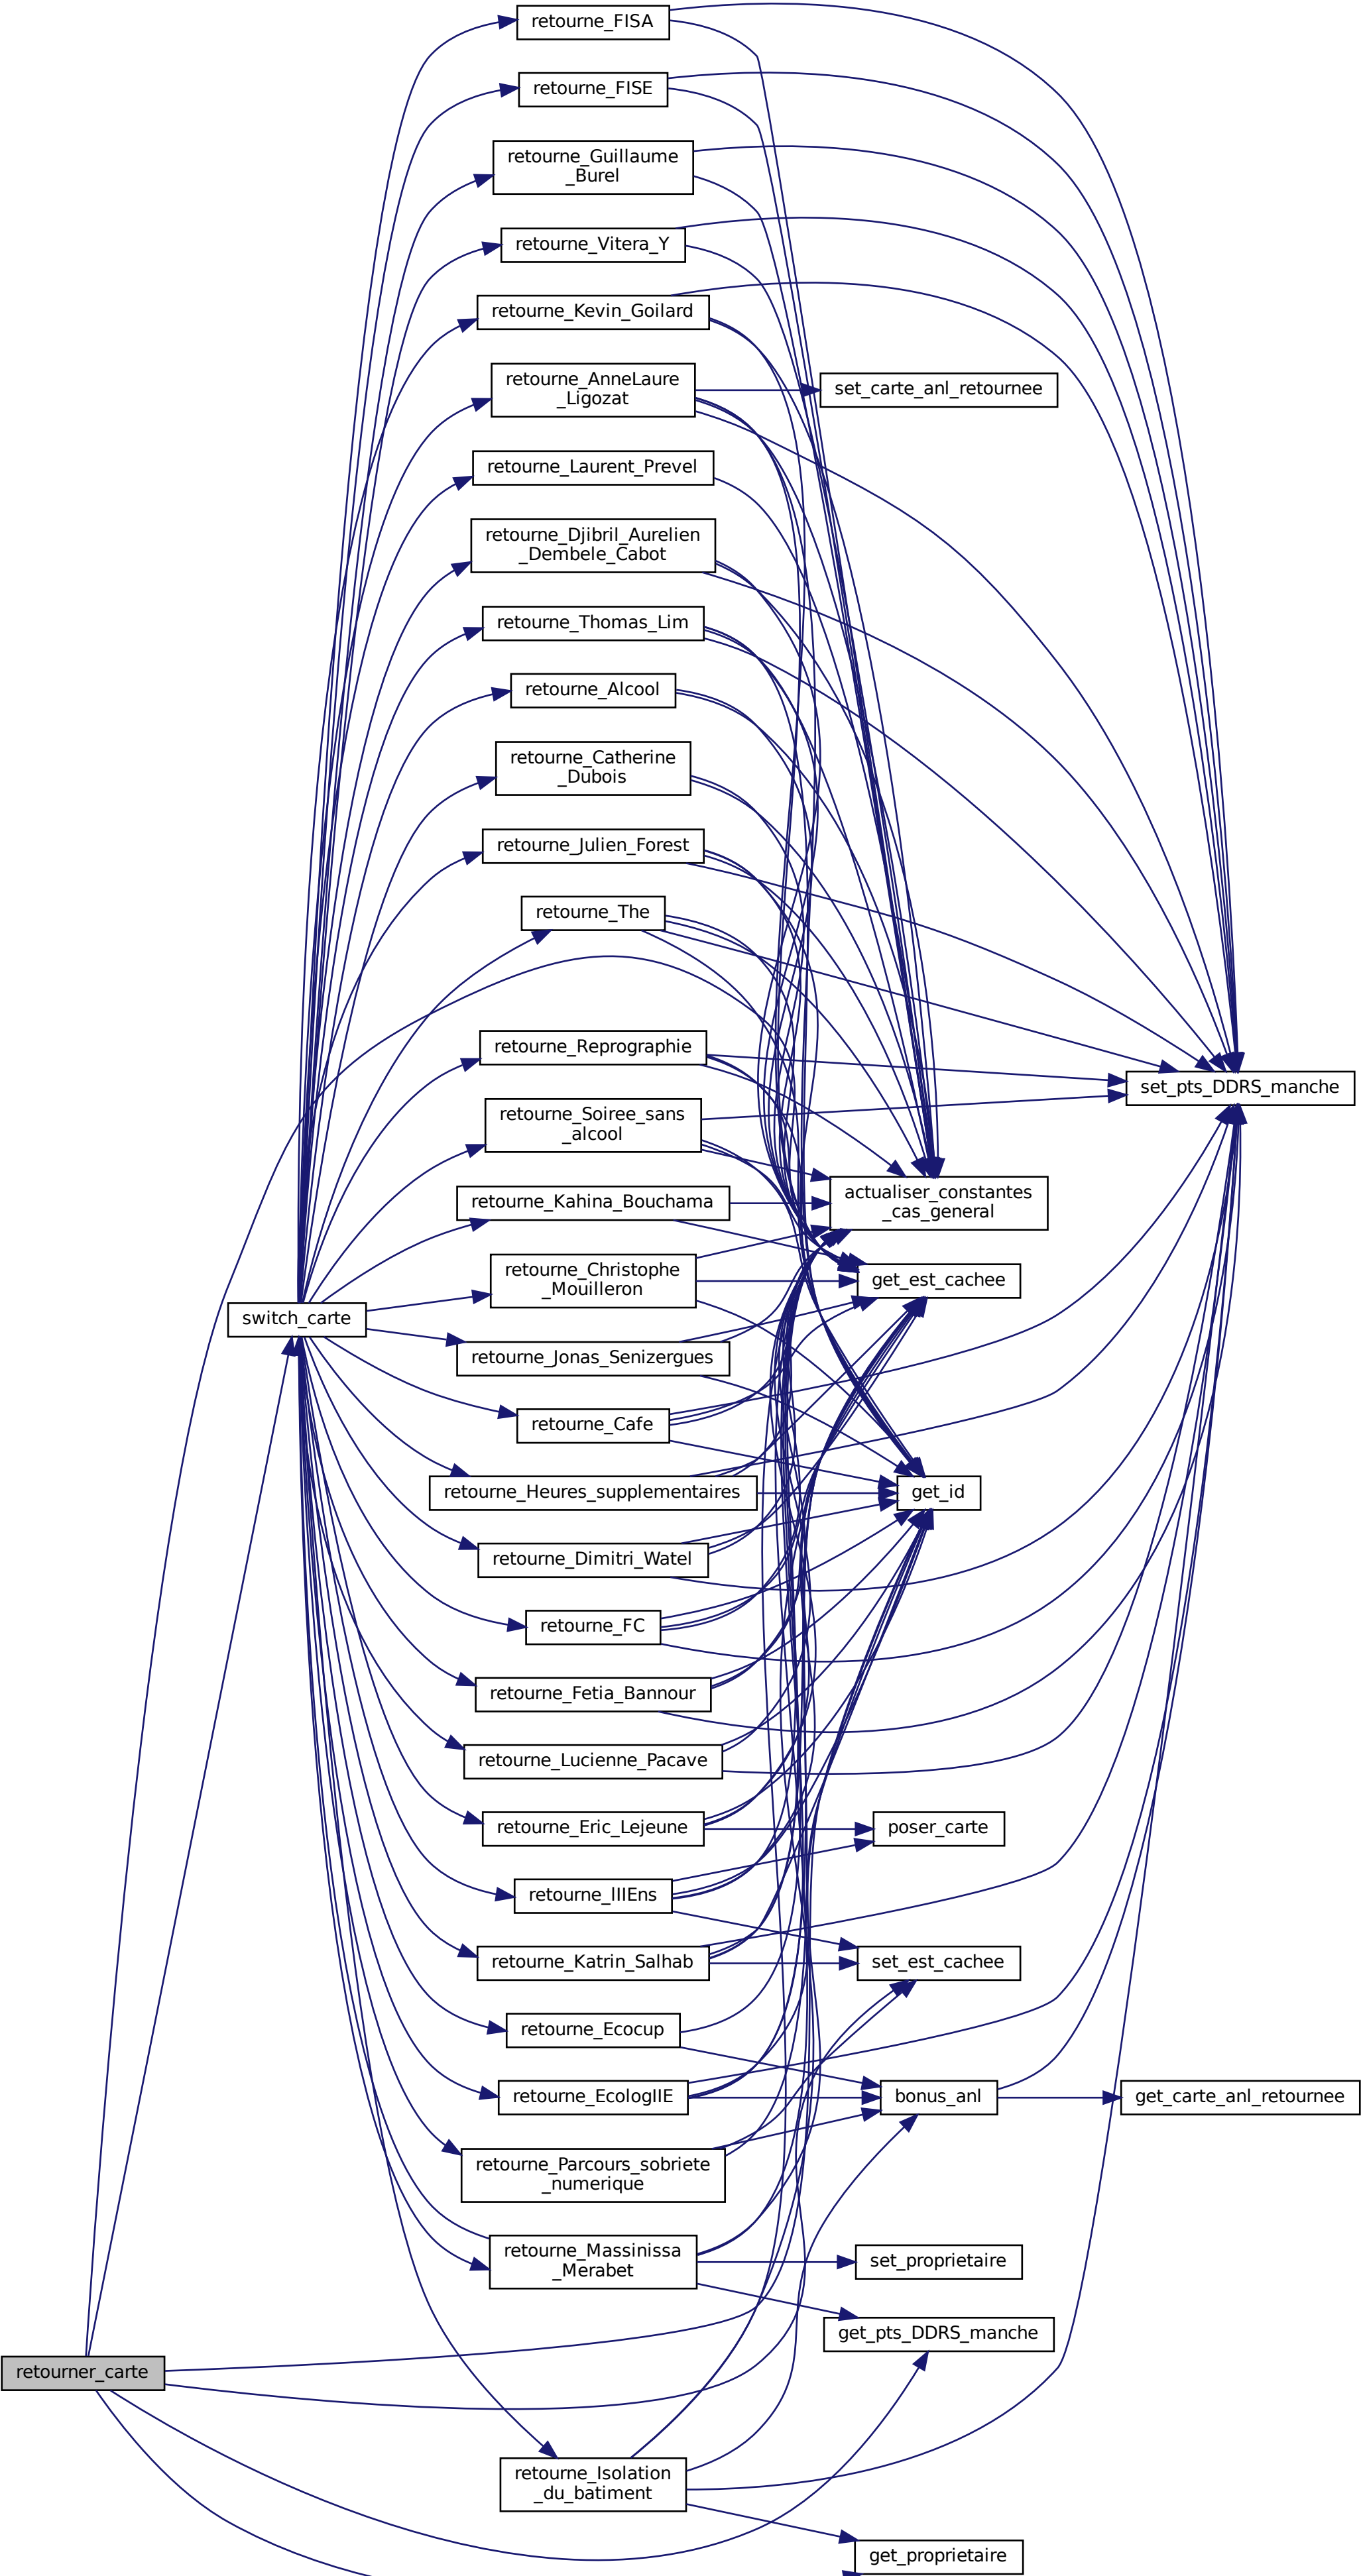 retourne_FISA
retourne_FISE
retourne_Guillaume
_Burel
retourne_Vitera_Y
retourne_Kevin_Goilard
retourne_AnneLaure
_Ligozat
set_carte_anl_retournee
retourne_Laurent_Prevel
retourne_Djibril_Aurelien
_Dembele_Cabot
retourne_Thomas_Lim
retourne_Alcool
retourne_Catherine
_Dubois
retourne_Julien_Forest
retourne_The
retourne_Reprographie
set_pts_DDRS_manche
retourne_Soiree_sans
_alcool
retourne_Kahina_Bouchama
actualiser_constantes
_cas_general
retourne_Christophe
_Mouilleron
get_est_cachee
switch_carte
retourne_Jonas_Senizergues
retourne_Cafe
retourne_Heures_supplementaires
get_id
retourne_Dimitri_Watel
retourne_FC
retourne_Fetia_Bannour
retourne_Lucienne_Pacave
retourne_Eric_Lejeune
poser_carte
retourne_lIIEns
retourne_Katrin_Salhab
set_est_cachee
retourne_Ecocup
retourne_EcologIIE
bonus_anl
get_carte_anl_retournee
retourne_Parcours_sobriete
_numerique
retourne_Massinissa
_Merabet
set_proprietaire
get_pts_DDRS_manche
retourner_carte
retourne_Isolation
_du_batiment
get_proprietaire